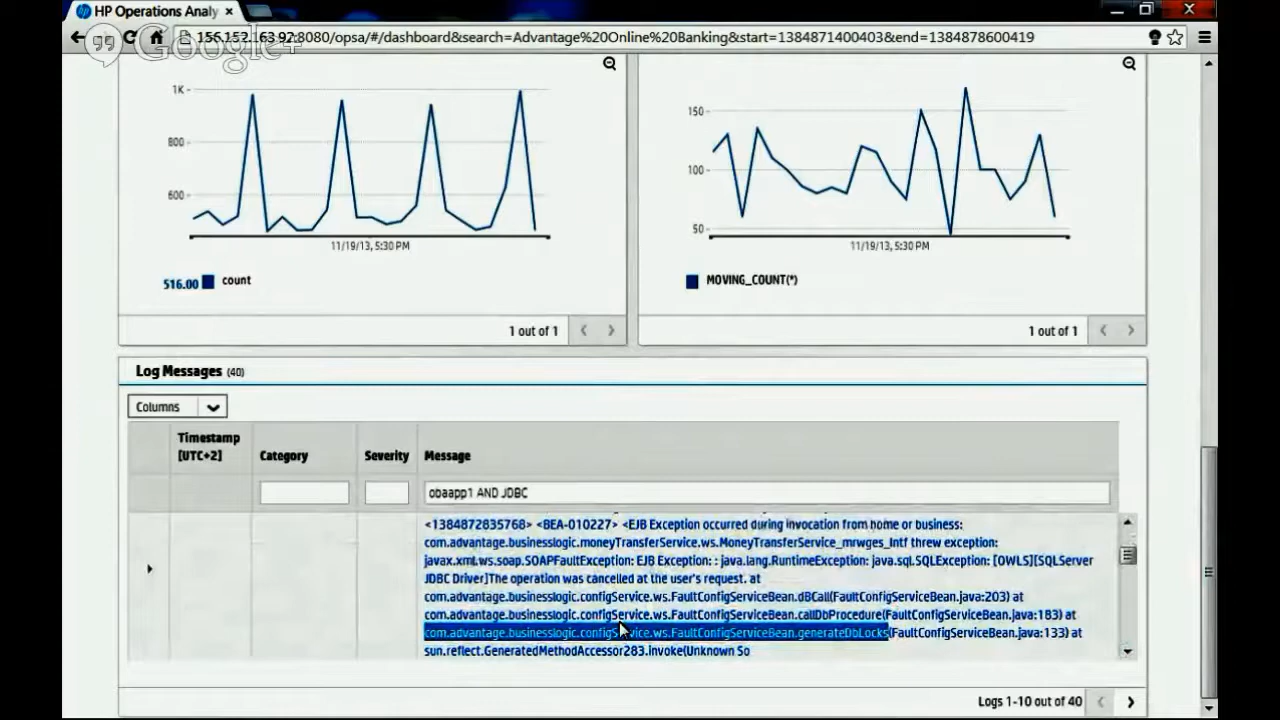 HP Operations Analy
156.152.163.92:8080/opsa/#/dashboard&search=Advantage%20Online%20Banking&start=1384871400403&end=1384878600419
Google+
1K
800
600
11/19/13, 5:30 PM
516.00 count
1 out of 1
150
100
50
11/19/13, 5:30 PM
MOVING_COUNT(*)
1 out of 1
Log Messages (40)
Columns
Timestamp
[UTC+2]
Category
Severity
Message
obaapp1 AND JDBC
<1384872835768> <BEA-010227> <EJB Exception occurred during invocation from home or business:
com.advantage.businesslogic.moneyTransferService.ws.MoneyTransferService_mrwges_Intf threw exception:
javax.xml.ws.soap.SOAPFaultException: EJB Exception: : java.lang.RuntimeException: java.sql.SQLException: [OWLS][SQLServer
JDBC Driver]The operation was cancelled at the user's request. at
com.advantage.businesslogic.configService.ws.FaultConfigServiceBean.dBCall(FaultConfigServiceBean.java:203) at
com.advantage.businesslogic.configService.ws.FaultConfigServiceBean.callDbProcedure(FaultConfigServiceBean.java:183) at
com.advantage.businesslogic.configService.ws.FaultConfigServiceBean.generateDbLocks(FaultConfigServiceBean.java:133) at
sun.reflect.GeneratedMethodAccessor283.invoke(Unknown So
Logs 1-10 out of 40